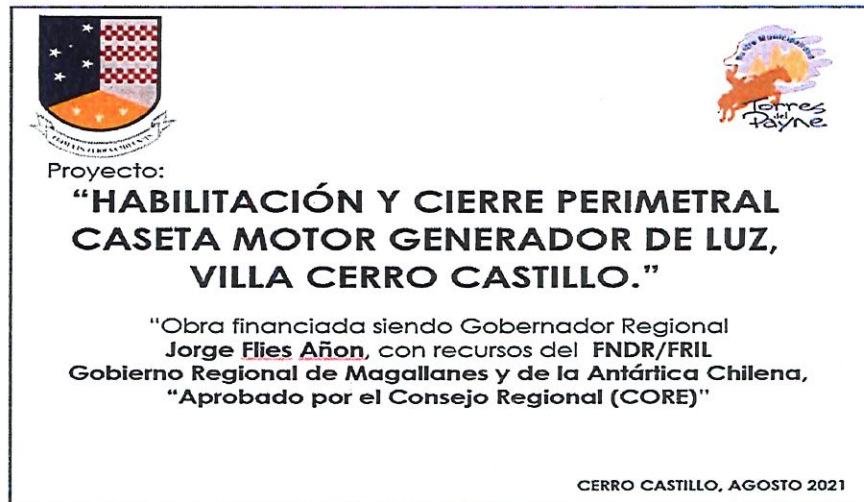 Ilustre Municipalidad
Torres
del
Payne
Proyecto:
“HABILITACIÓN Y CIERRE PERIMETRAL
CASETA MOTOR GENERADOR DE LUZ,
VILLA CERRO CASTILLO.”
“Obra financiada siendo Gobernador Regional
Jorge Flies Añon, con recursos del FNDR/FRIL
Gobierno Regional de Magallanes y de la Antártica Chilena,
“Aprobado por el Consejo Regional (CORE)”
CERRO CASTILLO, AGOSTO 2021